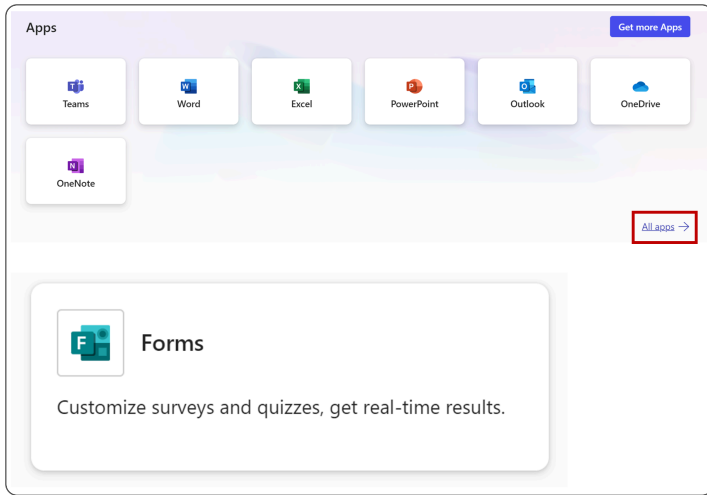 Apps
Get more Apps
Teams
Word
Excel
PowerPoint
Outlook
OneDrive
OneNote
All apps →
Forms
Customize surveys and quizzes, get real-time results.